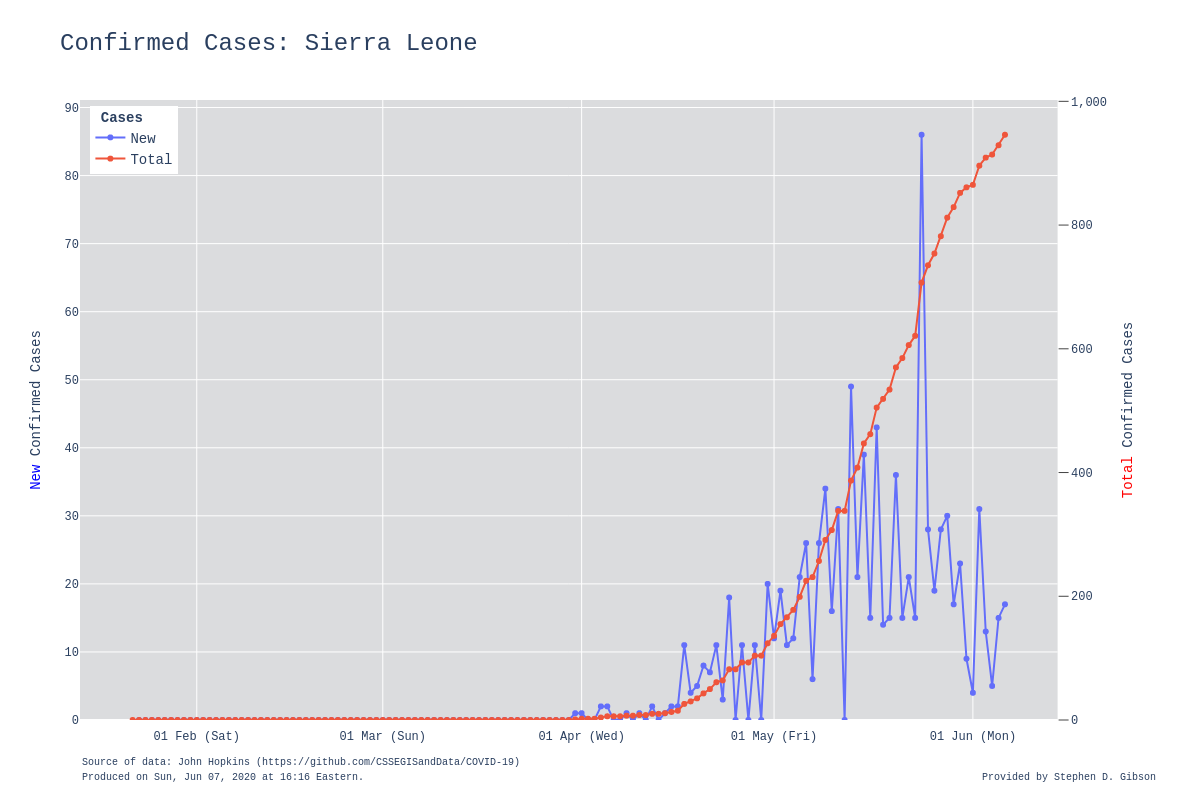 Confirmed Cases: Sierra Leone
Cases
New
Total
90
80
70
60
50
40
30
20
10
0
1,000
800
600
400
200
0
New Confirmed Cases
Total Confirmed Cases
01 Feb (Sat) 01 Mar (Sun) 01 Apr (Wed) 01 May (Fri) 01 Jun (Mon)
Source of data: John Hopkins (https://github.com/CSSEGISandData/COVID-19)
Produced on Sun, Jun 07, 2020 at 16:16 Eastern.
Provided by Stephen D. Gibson